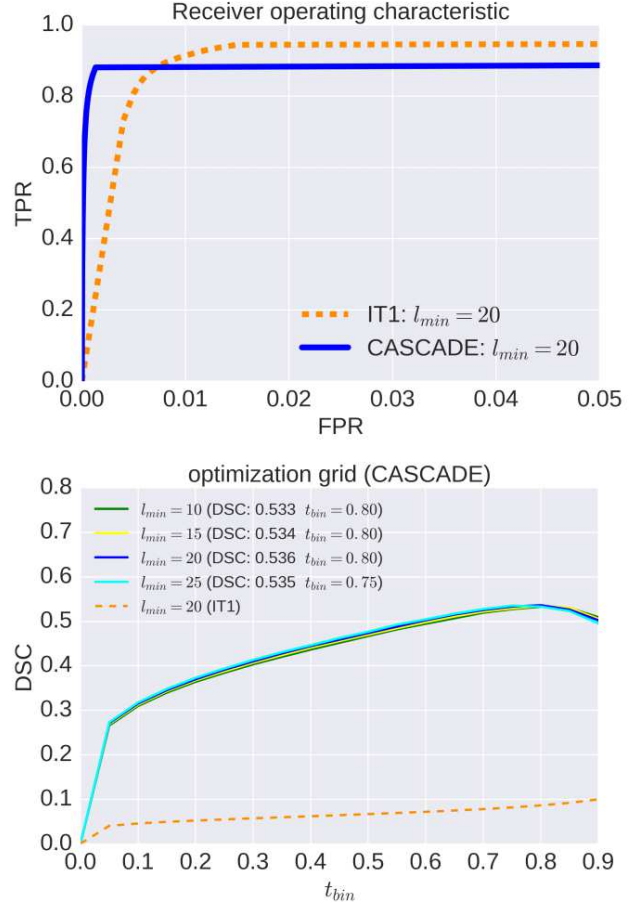 Receiver operating characteristic
1.0
0.8
0.6
0.4
0.2
0.0
TPR
IT1: l_min = 20
CASCADE: l_min = 20
0.00 0.01 0.02 0.03 0.04 0.05
FPR
optimization grid (CASCADE)
0.8
0.7
0.6
0.5
0.4
0.3
0.2
0.1
0.0
DSC
l_min = 10 (DSC: 0.533 t_bin = 0.80)
l_min = 15 (DSC: 0.534 t_bin = 0.80)
l_min = 20 (DSC: 0.536 t_bin = 0.80)
l_min = 25 (DSC: 0.535 t_bin = 0.75)
l_min = 20 (IT1)
0.0 0.1 0.2 0.3 0.4 0.5 0.6 0.7 0.8 0.9
t_bin